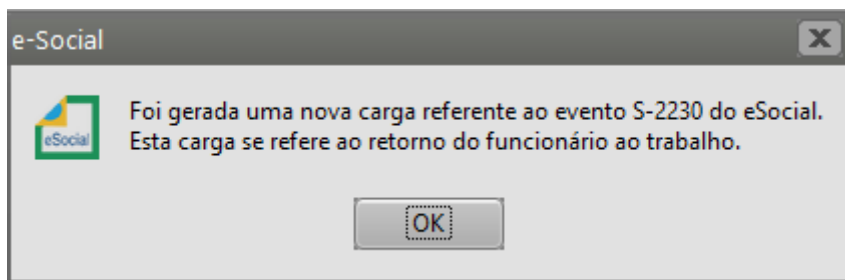 e-Social
Foi gerada uma nova carga referente ao evento S-2230 do eSocial.
Esta carga se refere ao retorno do funcionário ao trabalho.
eSocial
OK